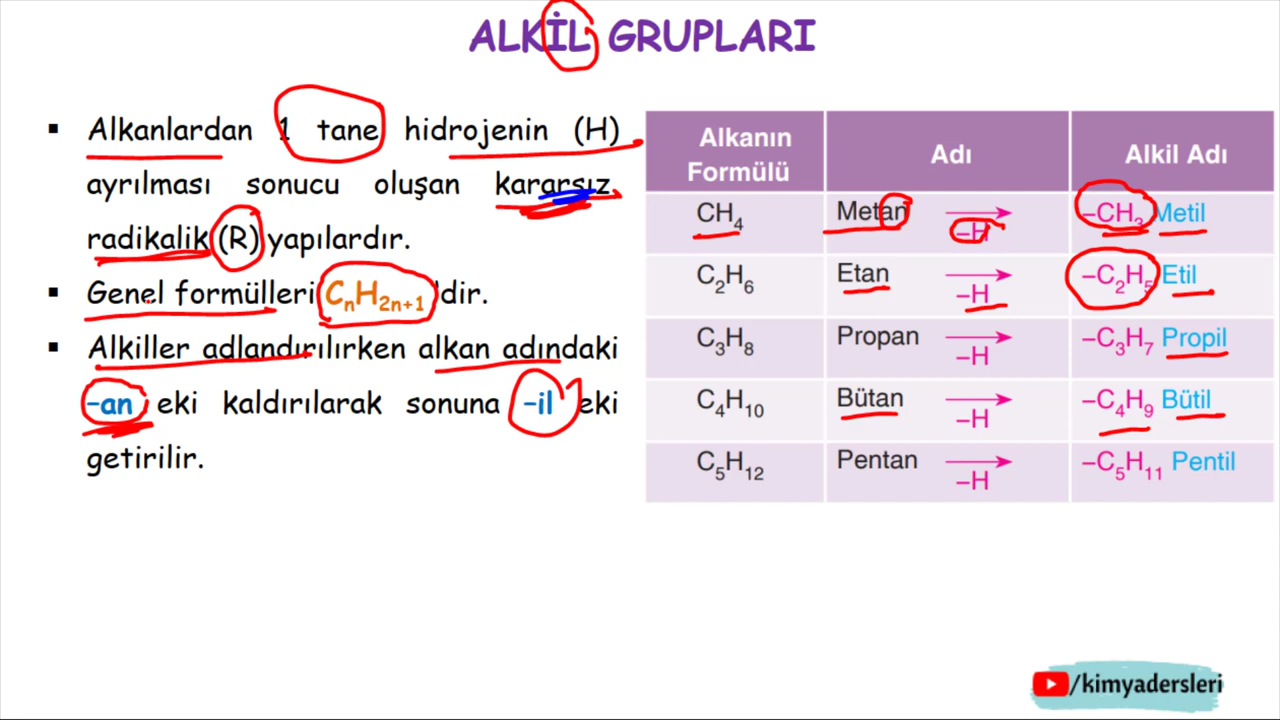 ALKİL GRUPLARI
▪ Alkanlardan 1 tane hidrojenin (H)
ayrılması sonucu oluşan kararsız,
radikalik (R) yapılardır.
▪ Genel formülleri CₙH₂ₙ₊₁'dir.
▪ Alkiller adlandırılırken alkan adındaki
–an eki kaldırılarak sonuna –il eki
getirilir.
Alkanın Formülü Adı Alkil Adı
CH₄ Metan –H –CH₃ Metil
C₂H₆ Etan –H –C₂H₅ Etil
C₃H₈ Propan –H –C₃H₇ Propil
C₄H₁₀ Bütan –H –C₄H₉ Bütil
C₅H₁₂ Pentan –H –C₅H₁₁ Pentil
/kimyadersleri